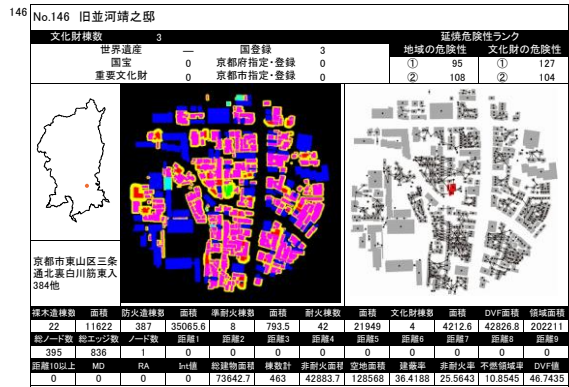 146
No.146 旧並河靖之邸
文化財棟数 3 延焼危険性ランク
世界遺産 — 国登録 3 地域の危険性 文化財の危険性
国宝 0 京都府指定・登録 0 ① 95 ① 127
重要文化財 0 京都市指定・登録 0 ② 108 ② 104
京都市東山区三条
通北裏白川筋東入
384他
裸木造棟数 面積 防火造棟数 面積 準耐火棟数 面積 耐火棟数 面積 文化財棟数 面積 DVF面積 領域面積
22 11622 387 35065.6 8 793.5 42 21949 4 4212.6 42826.8 202211
総ノード数 総エッジ数 ノード数 距離1 距離2 距離3 距離4 距離5 距離6 距離7 距離8 距離9
395 836 1 0 0 0 0 0 0 0 0 0
距離10以上 MD RA Int値 総建物面積 棟数計 非耐火面積 空地面積 建蔽率 非耐火率 不燃領域率 DVF値
0 0 0 0 73642.7 463 42883.7 128568 36.4188 25.5643 10.8545 46.7435